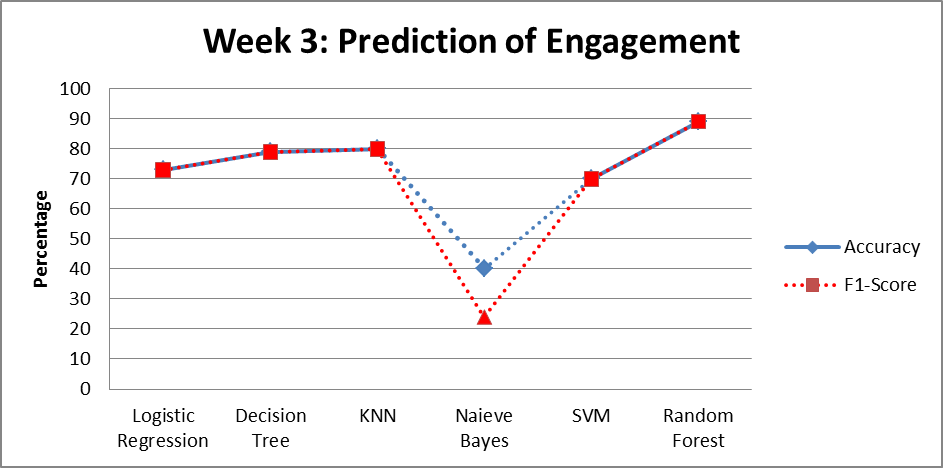 Week 3: Prediction of Engagement
Percentage
100
90
80
70
60
50
40
30
20
10
0
Logistic
Regression
Decision
Tree
KNN
Naieve
Bayes
SVM
Random
Forest
Accuracy
F1-Score